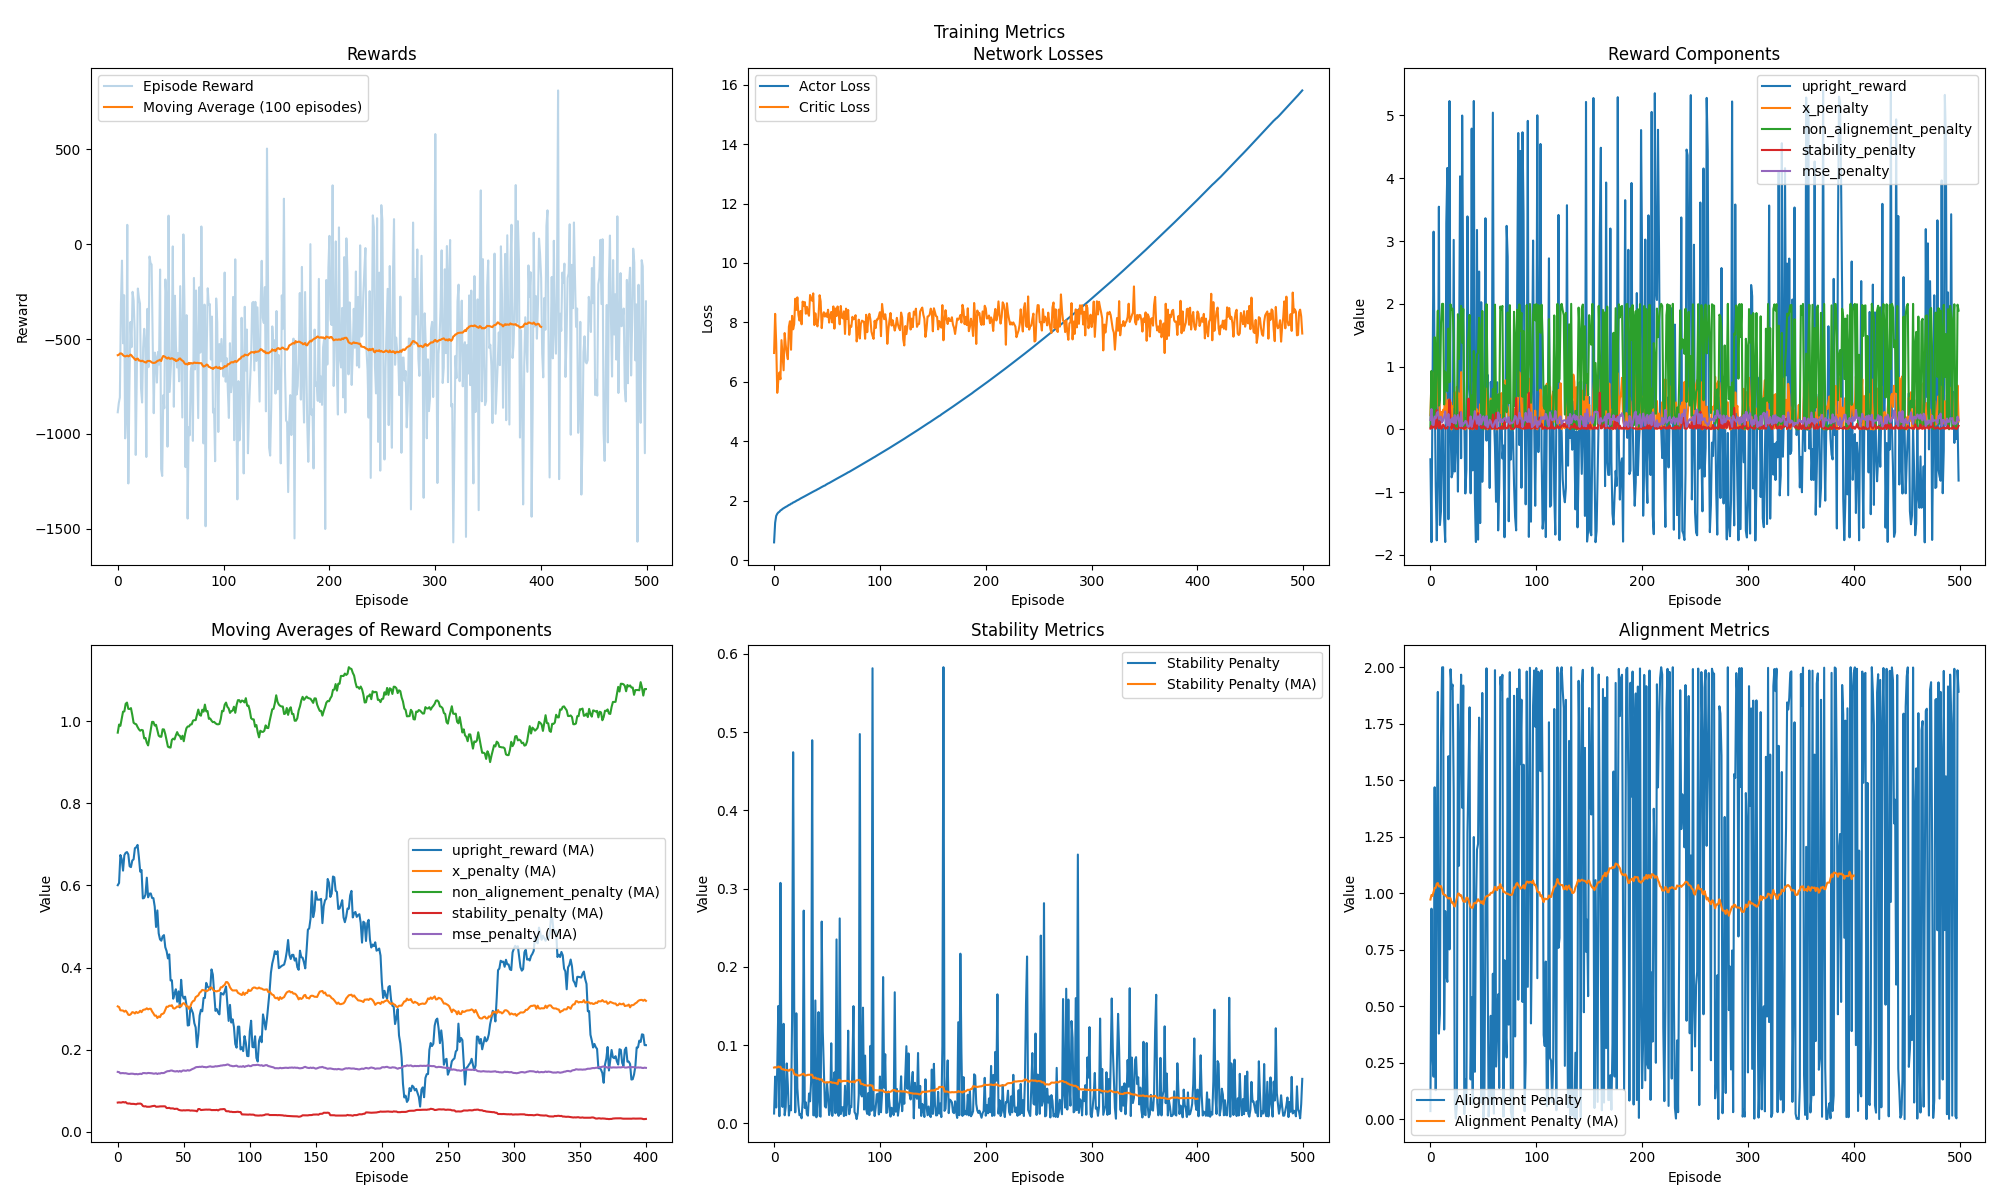 Training Metrics
Rewards
Episode Reward
Moving Average (100 episodes)
Reward
500
0
−500
−1000
−1500
0 100 200 300 400 500
Episode
Network Losses
Actor Loss
Critic Loss
Loss
16
14
12
10
8
6
4
2
0
0 100 200 300 400 500
Episode
Reward Components
upright_reward
x_penalty
non_alignement_penalty
stability_penalty
mse_penalty
Value
5
4
3
2
1
0
−1
−2
0 100 200 300 400 500
Episode
Moving Averages of Reward Components
upright_reward (MA)
x_penalty (MA)
non_alignement_penalty (MA)
stability_penalty (MA)
mse_penalty (MA)
Value
1.0
0.8
0.6
0.4
0.2
0.0
0 50 100 150 200 250 300 350 400
Episode
Stability Metrics
Stability Penalty
Stability Penalty (MA)
Value
0.6
0.5
0.4
0.3
0.2
0.1
0.0
0 100 200 300 400 500
Episode
Alignment Metrics
Value
2.00
1.75
1.50
1.25
1.00
0.75
0.50
0.25
0.00
Alignment Penalty
Alignment Penalty (MA)
0 100 200 300 400 500
Episode